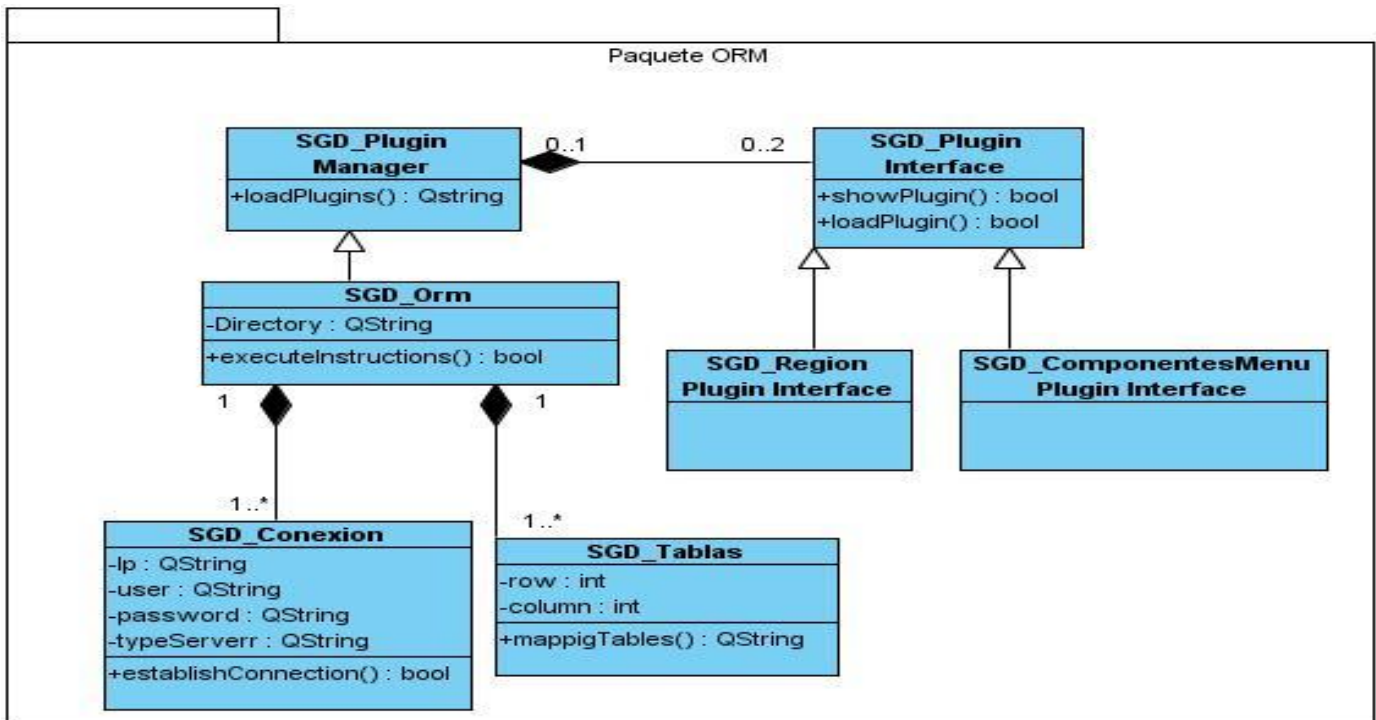 Paquete ORM
SGD_Plugin
Manager
+loadPlugins() : Qstring
0..1
0..2
SGD_Plugin
Interface
+showPlugin() : bool
+loadPlugin() : bool
SGD_Orm
-Directory : QString
+executeInstructions() : bool
SGD_Region
Plugin Interface
SGD_ComponentesMenu
Plugin Interface
1
1
1..*
1..*
SGD_Conexion
-Ip : QString
-user : QString
-password : QString
-typeServerr : QString
+establishConnection() : bool
SGD_Tablas
-row : int
-column : int
+mappigTables() : QString